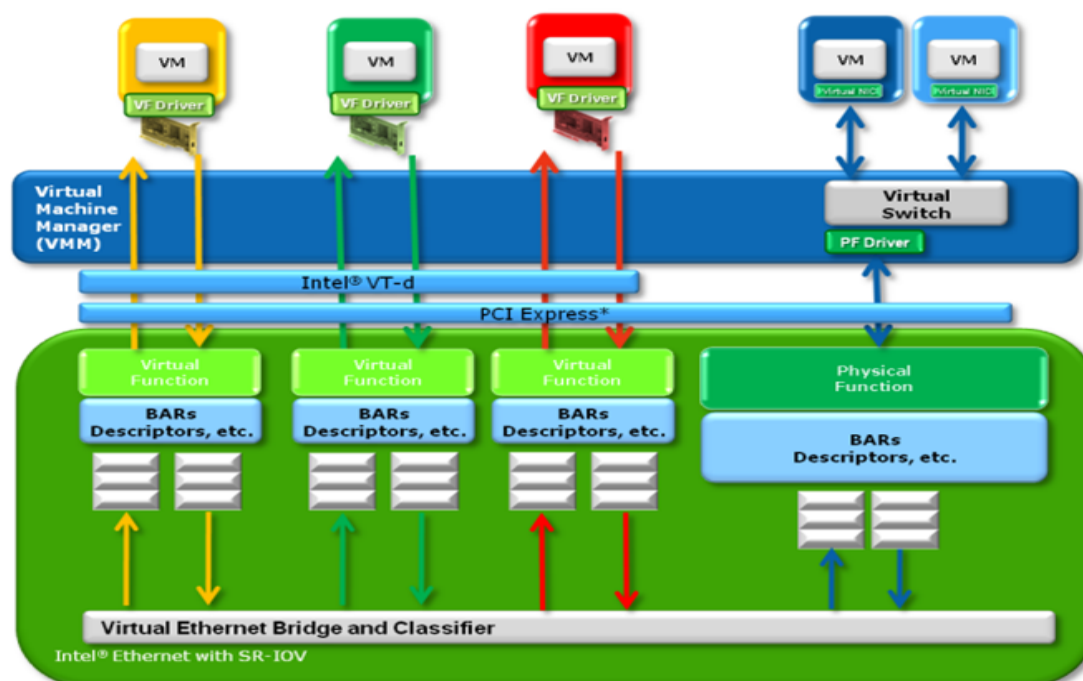 VM
VM
VM
VM
VM
VF Driver
VF Driver
VF Driver
Virtual NIC
Virtual NIC
Virtual
Machine
Manager
(VMM)
Virtual
Switch
PF Driver
Intel® VT-d
PCI Express*
Virtual
Function
Virtual
Function
Virtual
Function
Physical
Function
BARs
Descriptors, etc.
BARs
Descriptors, etc.
BARs
Descriptors, etc.
BARs
Descriptors, etc.
Virtual Ethernet Bridge and Classifier
Intel® Ethernet with SR-IOV